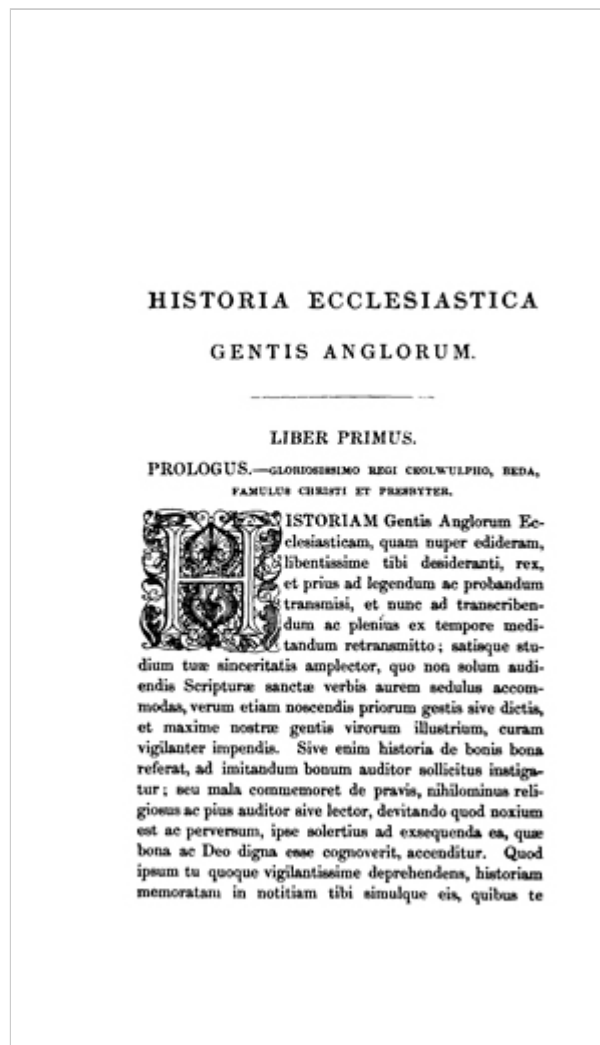 HISTORIA ECCLESIASTICA
GENTIS ANGLORUM.
LIBER PRIMUS.
PROLOGUS.—GLORIOSISSIMO REGI CEOLWULPHO, BEDA,
FAMULUS CHRISTI ET PRESBYTER.
HISTORIAM Gentis Anglorum Ec-
clesiasticam, quam nuper edideram,
libentissime tibi desideranti, rex,
et prius ad legendum ac probandum
transmisi, et nunc ad transcriben-
dum ac plenius ex tempore medi-
tandum retransmitto; satisque stu-
dium tuæ sinceritatis amplector, quo non solum audi-
endis Scripturæ sanctæ verbis aurem sedulus accom-
modas, verum etiam noscendis priorum gestis sive dictis,
et maxime nostræ gentis virorum illustrium, curam
vigilanter impendis. Sive enim historia de bonis bona
referat, ad imitandum bonum auditor sollicitus instiga-
tur; seu mala commemoret de pravis, nihilominus reli-
giosus ac pius auditor sive lector, devitando quod noxium
est ac perversum, ipse solertius ad exsequenda ea, quæ
bona ac Deo digna esse cognoverit, accenditur. Quod
ipsum tu quoque vigilantissime deprehendens, historiam
memoratam in notitiam tibi simulque eis, quibus te